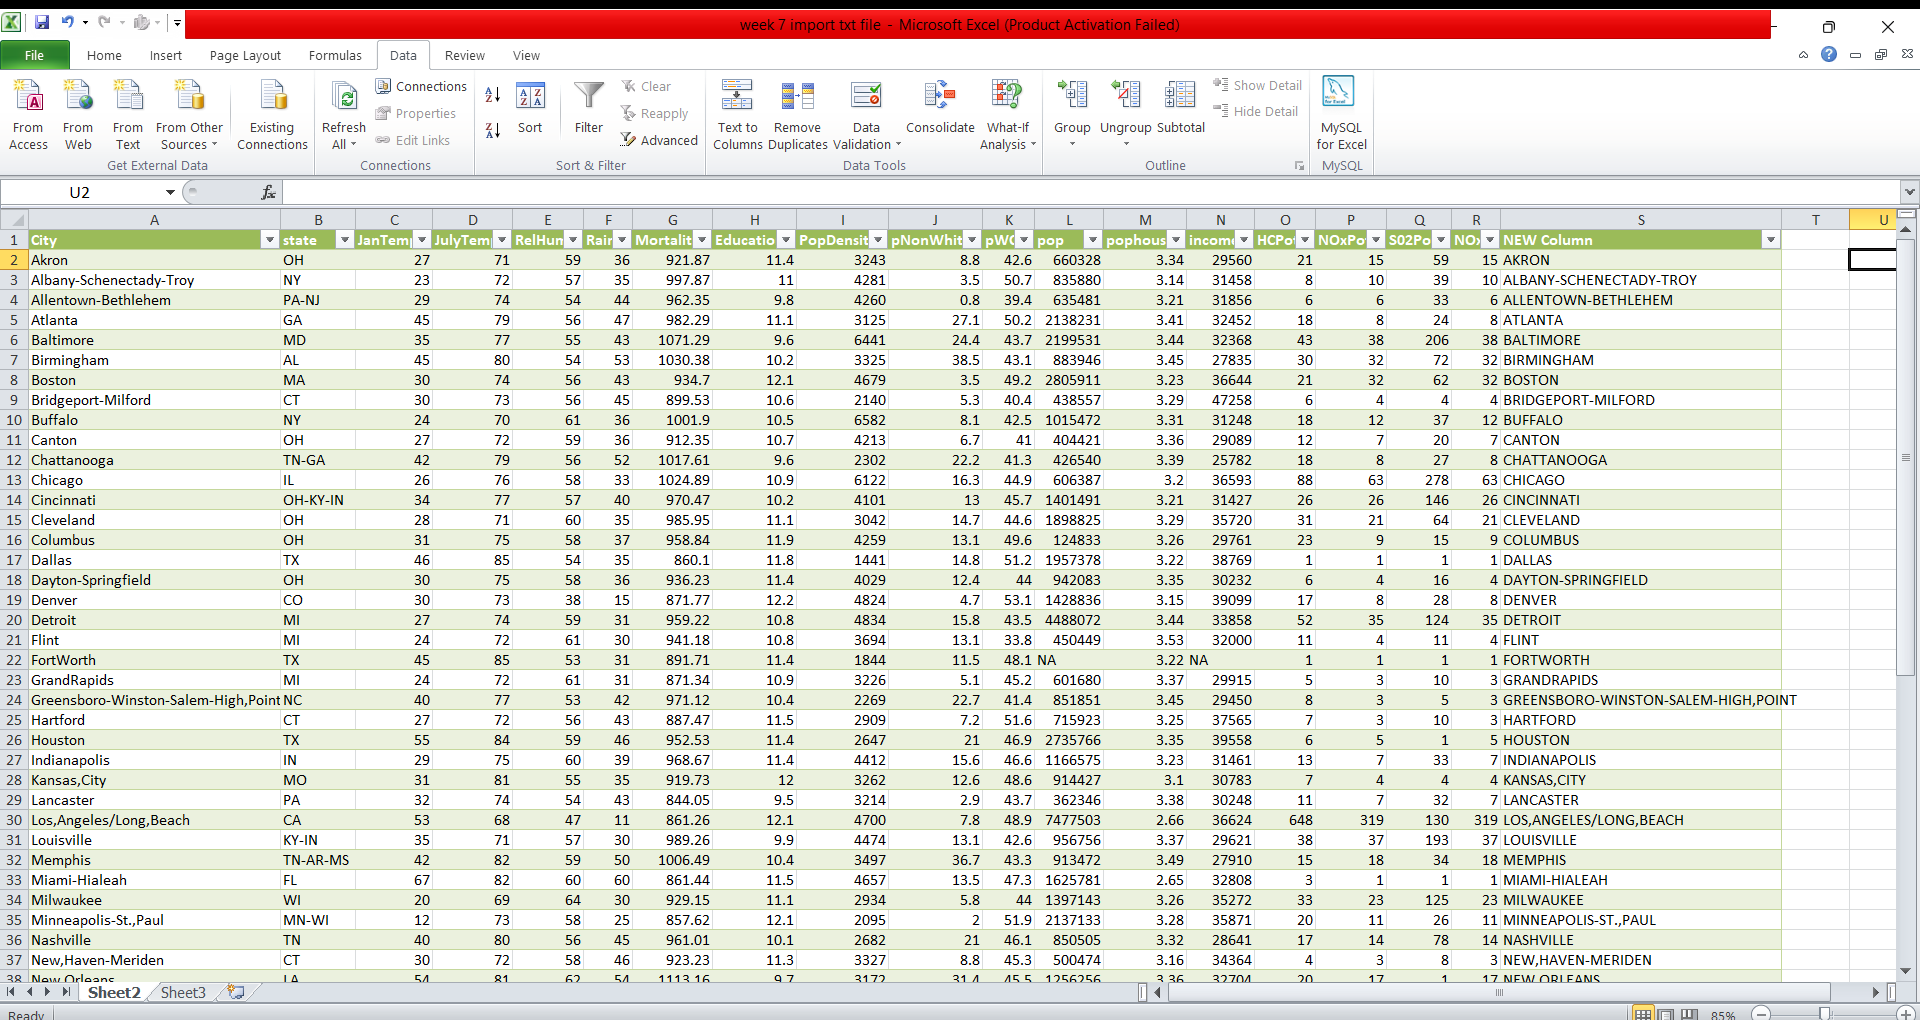 week 7 import txt file - Microsoft Excel (Product Activation Failed)
File Home Insert Page Layout Formulas Data Review View
From Access From Web From Text From Other Sources Existing Connections Refresh All Connections Properties Edit Links Sort Filter Clear Reapply Advanced Text to Columns Remove Duplicates Data Validation Consolidate What-If Analysis Group Ungroup Subtotal Show Detail Hide Detail MySQL for Excel
Get External Data Connections Sort & Filter Data Tools Outline MySQL
U2 fx
A B C D E F G H I J K L M N O P Q R S T U
1 City state JanTemp JulyTem RelHum Rain Mortalit Educatio PopDensit pNonWhit pWC pop pophous income HCPo NOxPo S02Po NOx NEW Column
2 Akron OH 27 71 59 36 921.87 11.4 3243 8.8 42.6 660328 3.34 29560 21 15 59 15 AKRON
3 Albany-Schenectady-Troy NY 23 72 57 35 997.87 11 4281 3.5 50.7 835880 3.14 31458 8 10 39 10 ALBANY-SCHENECTADY-TROY
4 Allentown-Bethlehem PA-NJ 29 74 54 44 962.35 9.8 4260 0.8 39.4 635481 3.21 31856 6 6 33 6 ALLENTOWN-BETHLEHEM
5 Atlanta GA 45 79 56 47 982.29 11.1 3125 27.1 50.2 2138231 3.41 32452 18 8 24 8 ATLANTA
6 Baltimore MD 35 77 55 43 1071.29 9.6 6441 24.4 43.7 2199531 3.44 32368 43 38 206 38 BALTIMORE
7 Birmingham AL 45 80 54 53 1030.38 10.2 3325 38.5 43.1 883946 3.45 27835 30 32 72 32 BIRMINGHAM
8 Boston MA 30 74 56 43 934.7 12.1 4679 3.5 49.2 2805911 3.23 36644 21 32 62 32 BOSTON
9 Bridgeport-Milford CT 30 73 56 45 899.53 10.6 2140 5.3 40.4 438557 3.29 47258 6 4 4 4 BRIDGEPORT-MILFORD
10 Buffalo NY 24 70 61 36 1001.9 10.5 6582 8.1 42.5 1015472 3.31 31248 18 12 37 12 BUFFALO
11 Canton OH 27 72 59 36 912.35 10.7 4213 6.7 41 404421 3.36 29089 12 7 20 7 CANTON
12 Chattanooga TN-GA 42 79 56 52 1017.61 9.6 2302 22.2 41.3 426540 3.39 25782 18 8 27 8 CHATTANOOGA
13 Chicago IL 26 76 58 33 1024.89 10.9 6122 16.3 44.9 606387 3.2 36593 88 63 278 63 CHICAGO
14 Cincinnati OH-KY-IN 34 77 57 40 970.47 10.2 4101 13 45.7 1401491 3.21 31427 26 26 146 26 CINCINNATI
15 Cleveland OH 28 71 60 35 985.95 11.1 3042 14.7 44.6 1898825 3.29 35720 31 21 64 21 CLEVELAND
16 Columbus OH 31 75 58 37 958.84 11.9 4259 13.1 49.6 124833 3.26 29761 23 9 15 9 COLUMBUS
17 Dallas TX 46 85 54 35 860.1 11.8 1441 14.8 51.2 1957378 3.22 38769 1 1 1 1 DALLAS
18 Dayton-Springfield OH 30 75 58 36 936.23 11.4 4029 12.4 44 942083 3.35 30232 6 4 16 4 DAYTON-SPRINGFIELD
19 Denver CO 30 73 38 15 871.77 12.2 4824 4.7 53.1 1428836 3.15 39099 17 8 28 8 DENVER
20 Detroit MI 27 74 59 31 959.22 10.8 4834 15.8 43.5 4488072 3.44 33858 52 35 124 35 DETROIT
21 Flint MI 24 72 61 30 941.18 10.8 3694 13.1 33.8 450449 3.53 32000 11 4 11 4 FLINT
22 FortWorth TX 45 85 53 31 891.71 11.4 1844 11.5 48.1 NA 3.22 NA 1 1 1 1 FORTWORTH
23 GrandRapids MI 24 72 61 31 871.34 10.9 3226 5.1 45.2 601680 3.37 29915 5 3 10 3 GRANDRAPIDS
24 Greensboro-Winston-Salem-High,Point NC 40 77 53 42 971.12 10.4 2269 22.7 41.4 851851 3.45 29450 8 3 5 3 GREENSBORO-WINSTON-SALEM-HIGH,POINT
25 Hartford CT 27 72 56 43 887.47 11.5 2909 7.2 51.6 715923 3.25 37565 7 3 10 3 HARTFORD
26 Houston TX 55 84 59 46 952.53 11.4 2647 21 46.9 2735766 3.35 39558 6 5 1 5 HOUSTON
27 Indianapolis IN 29 75 60 39 968.67 11.4 4412 15.6 46.6 1166575 3.23 31461 13 7 33 7 INDIANAPOLIS
28 Kansas,City MO 31 81 55 35 919.73 12 3262 12.6 48.6 914427 3.1 30783 7 4 4 4 KANSAS,CITY
29 Lancaster PA 32 74 54 43 844.05 9.5 3214 2.9 43.7 362346 3.38 30248 11 7 32 7 LANCASTER
30 Los,Angeles/Long,Beach CA 53 68 47 11 861.26 12.1 4700 7.8 48.9 7477503 2.66 36624 648 319 130 319 LOS,ANGELES/LONG,BEACH
31 Louisville KY-IN 35 71 57 30 989.26 9.9 4474 13.1 42.6 956756 3.37 29621 38 37 193 37 LOUISVILLE
32 Memphis TN-AR-MS 42 82 59 50 1006.49 10.4 3497 36.7 43.3 913472 3.49 27910 15 18 34 18 MEMPHIS
33 Miami-Hialeah FL 67 82 60 60 861.44 11.5 4657 13.5 47.3 1625781 2.65 32808 3 1 1 1 MIAMI-HIALEAH
34 Milwaukee WI 20 69 64 30 929.15 11.1 2934 5.8 44 1397143 3.26 35272 33 23 125 23 MILWAUKEE
35 Minneapolis-St.,Paul MN-WI 12 73 58 25 857.62 12.1 2095 2 51.9 2137133 3.28 35871 20 11 26 11 MINNEAPOLIS-ST.,PAUL
36 Nashville TN 40 80 56 45 961.01 10.1 2682 21 46.1 850505 3.32 28641 17 14 78 14 NASHVILLE
37 New,Haven-Meriden CT 30 72 58 46 923.23 11.3 3327 8.8 45.3 500474 3.16 34364 4 3 8 3 NEW,HAVEN-MERIDEN
38 New Orleans LA 54 81 62 54 1113.16 9.7 3172 31.4 45.5 1256256 3.36 32704 20 17 1 17 NEW ORLEANS
Sheet2 Sheet3
Ready 85%